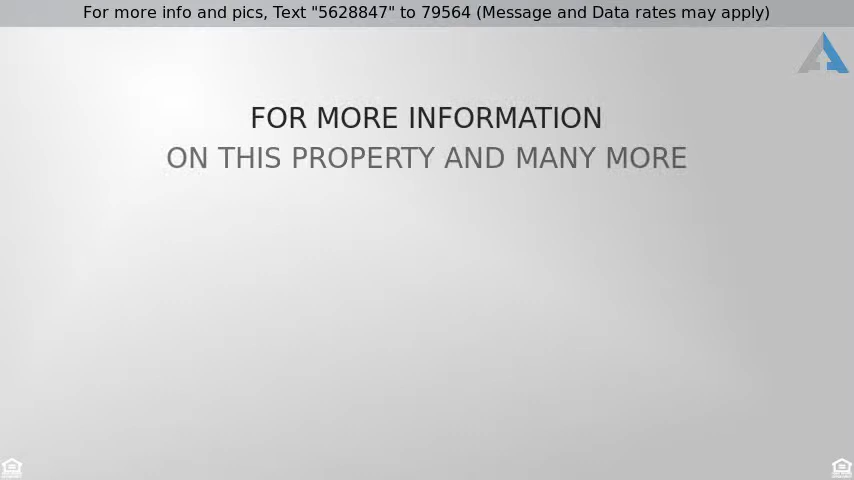 For more info and pics, Text "5628847" to 79564 (Message and Data rates may apply)
FOR MORE INFORMATION
ON THIS PROPERTY AND MANY MORE